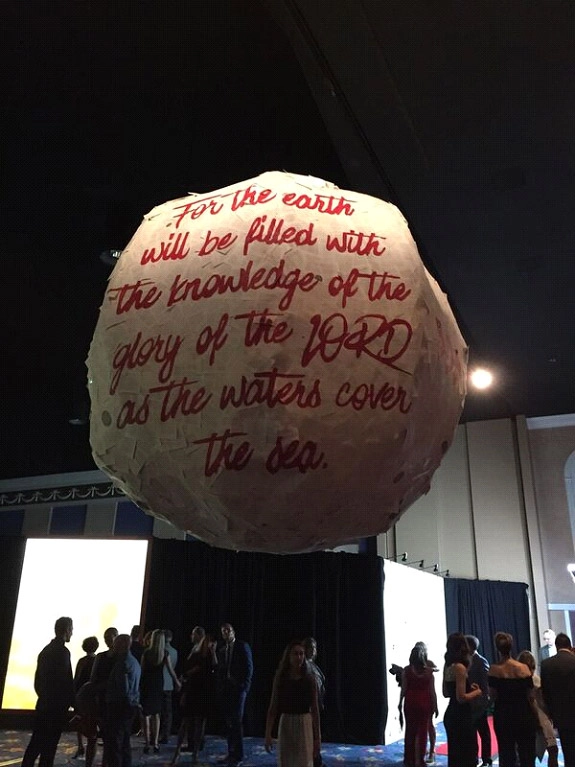 For the earth
will be filled with
the knowledge of the
glory of the LORD
as the waters cover
the sea.